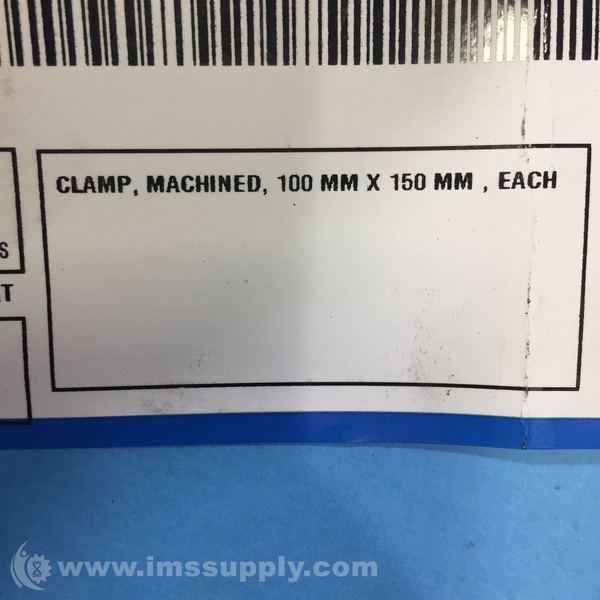 CLAMP, MACHINED, 100 MM X 150 MM , EACH
S
T
www.imssupply.com